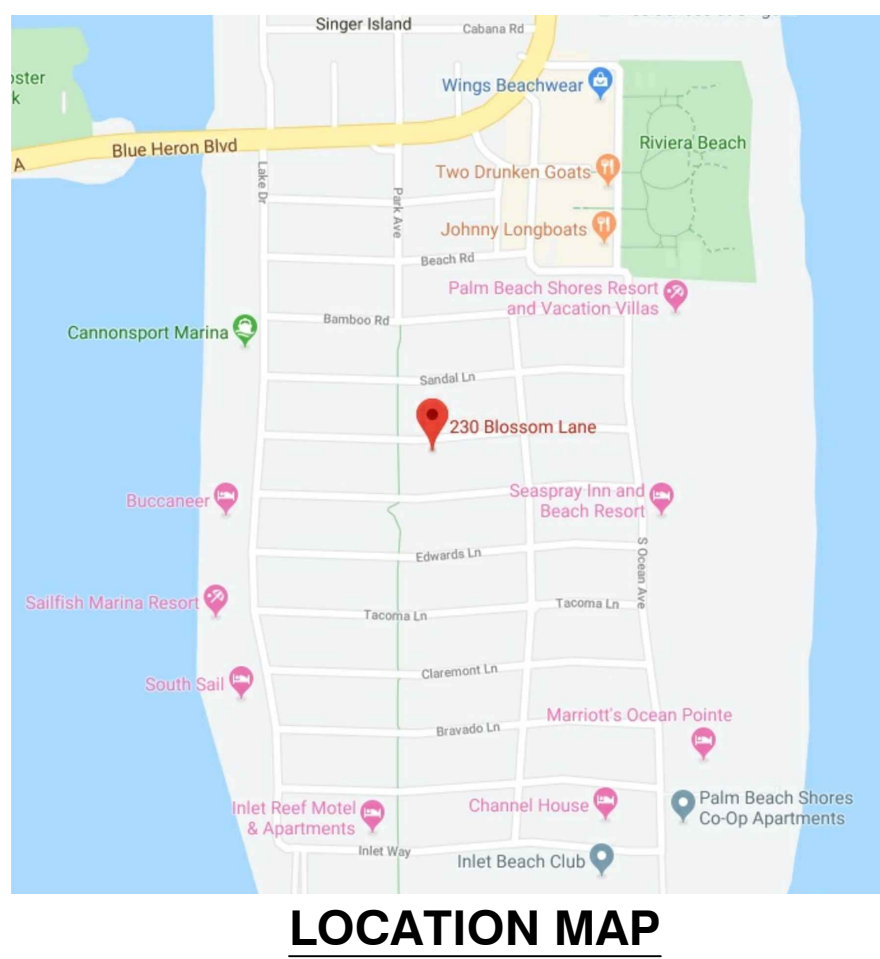 Singer Island
Cabana Rd
Wings Beachwear
Blue Heron Blvd
A
Riviera Beach
Two Drunken Goats
Lake Dr
Park Ave
Johnny Longboats
Beach Rd
Palm Beach Shores Resort
and Vacation Villas
Bamboo Rd
Cannonsport Marina
Sandal Ln
230 Blossom Lane
Buccaneer
Seaspray Inn and
Beach Resort
Edwards Ln
S Ocean Ave
Sailfish Marina Resort
Tacoma Ln
Tacoma Ln
Claremont Ln
South Sail
Marriott's Ocean Pointe
Bravado Ln
Inlet Reef Motel
& Apartments
Channel House
Palm Beach Shores
Co-Op Apartments
Inlet Way
Inlet Beach Club
LOCATION MAP